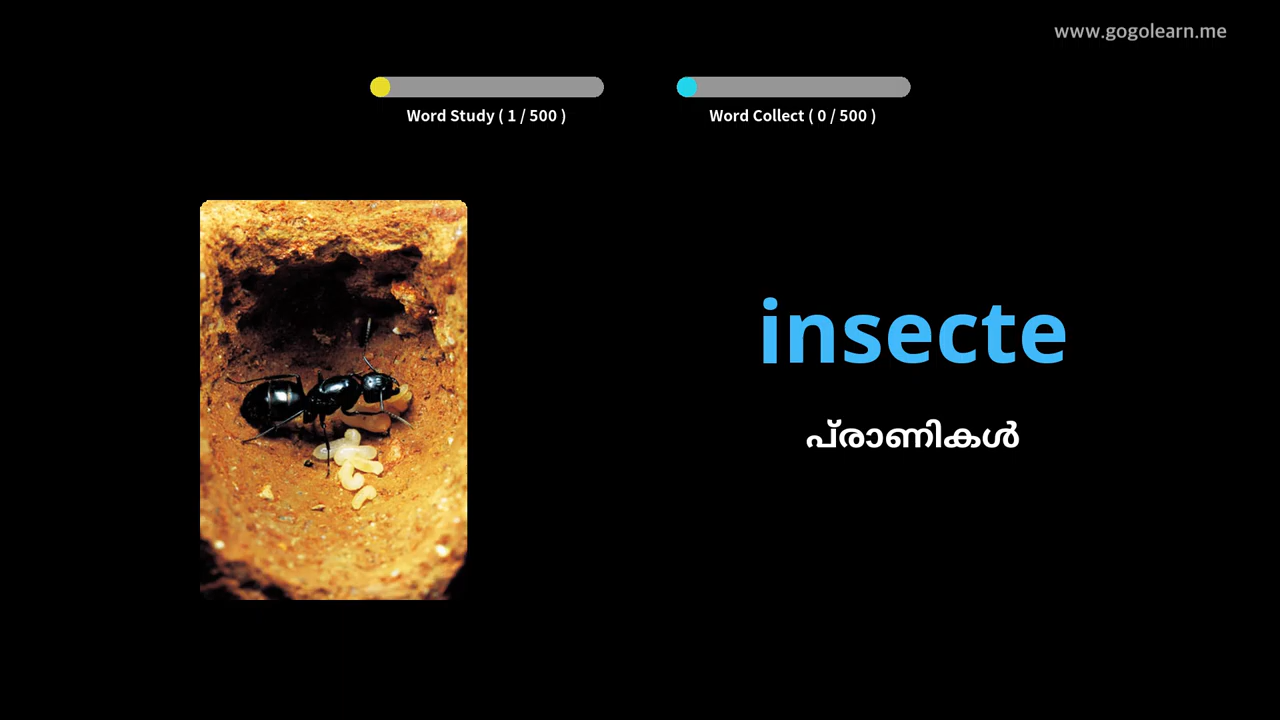 www.gogolearn.me
Word Study ( 1 / 500 )
Word Collect ( 0 / 500 )
insecte
പ്രാണികൾ